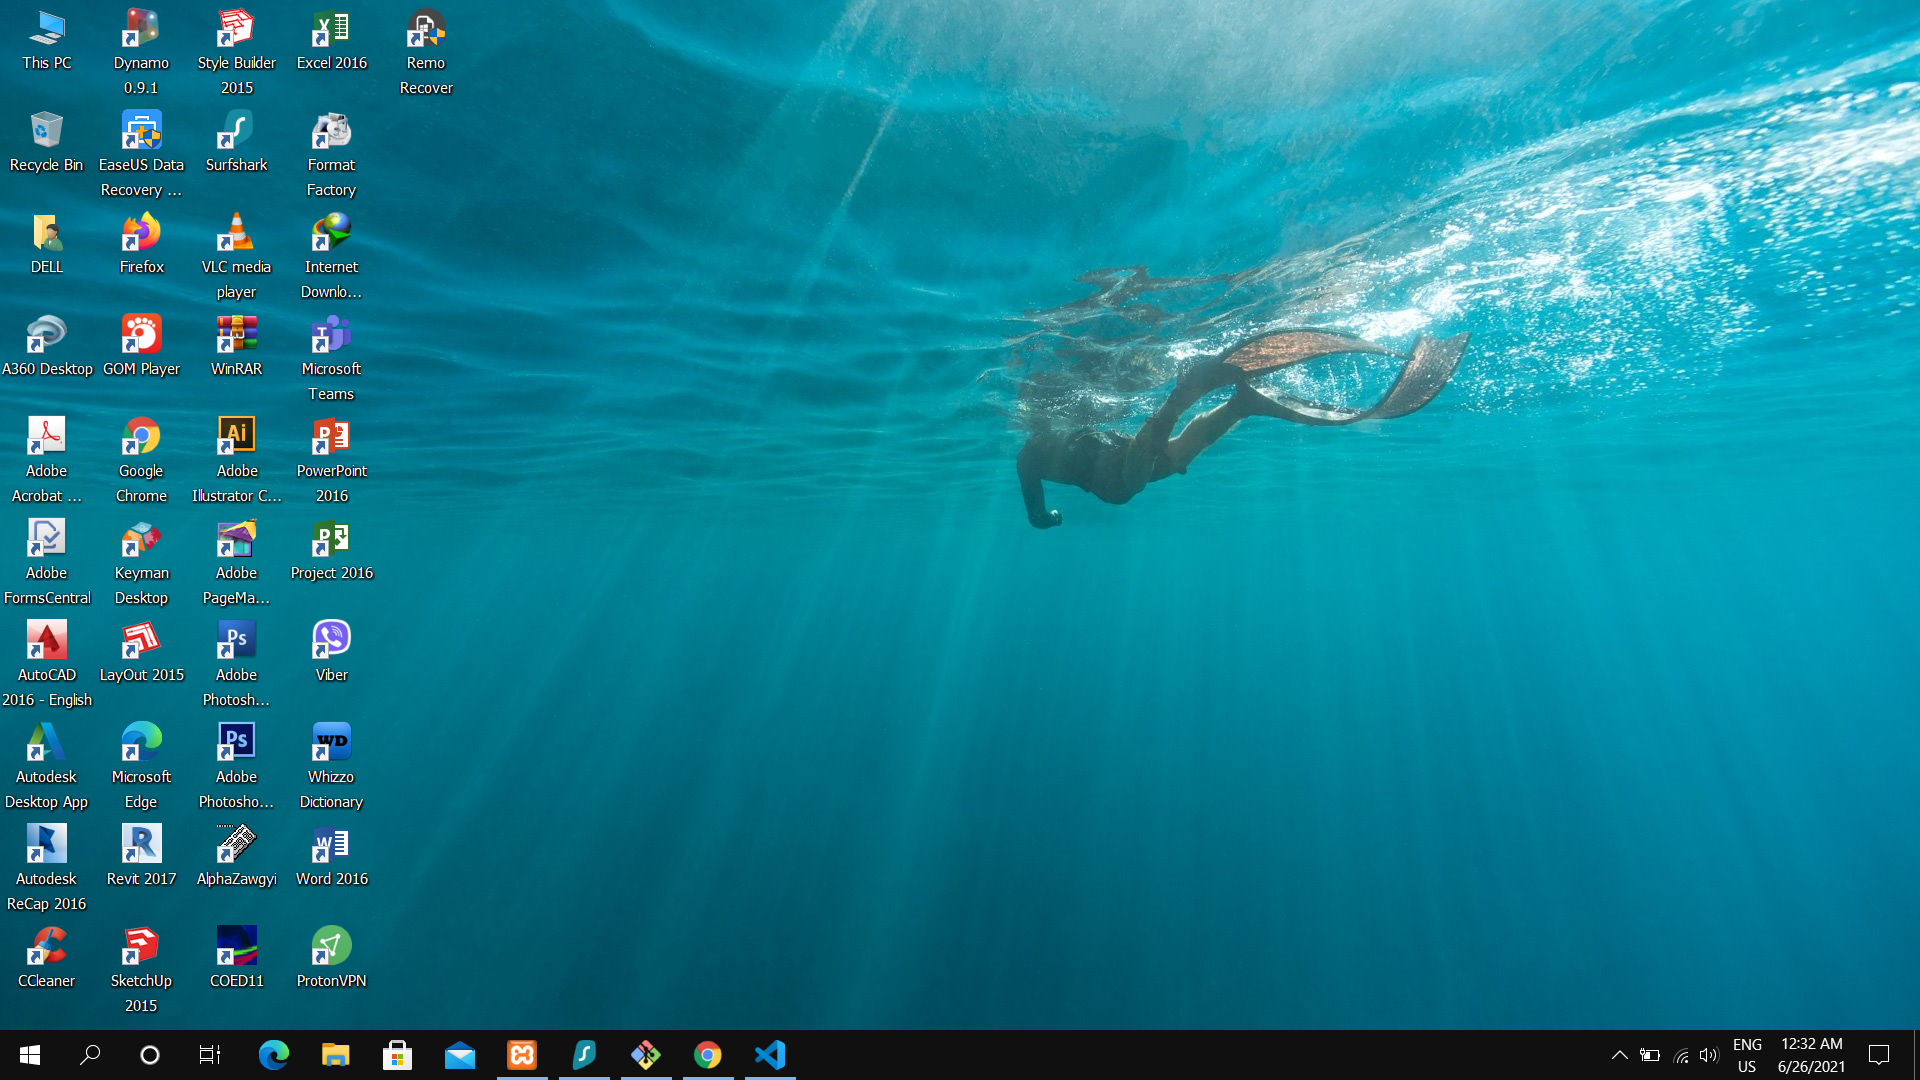 This PC
Recycle Bin
DELL
A360 Desktop
Adobe
Acrobat ...
Adobe
FormsCentral
AutoCAD
2016 - English
Autodesk
Desktop App
Autodesk
ReCap 2016
CCleaner
Dynamo
0.9.1
EaseUS Data
Recovery ...
Firefox
GOM Player
Google
Chrome
Keyman
Desktop
LayOut 2015
Microsoft
Edge
Revit 2017
SketchUp
2015
Style Builder
2015
Surfshark
VLC media
player
WinRAR
Ai
Adobe
Illustrator C...
Adobe
PageMa...
Ps
Adobe
Photosh...
Ps
Adobe
Photosho...
AlphaZawgyi
COED11
Excel 2016
Format
Factory
Internet
Downlo...
Microsoft
Teams
PowerPoint
2016
Project 2016
Viber
WD
Whizzo
Dictionary
Word 2016
ProtonVPN
Remo
Recover
ENG
US
12:32 AM
6/26/2021